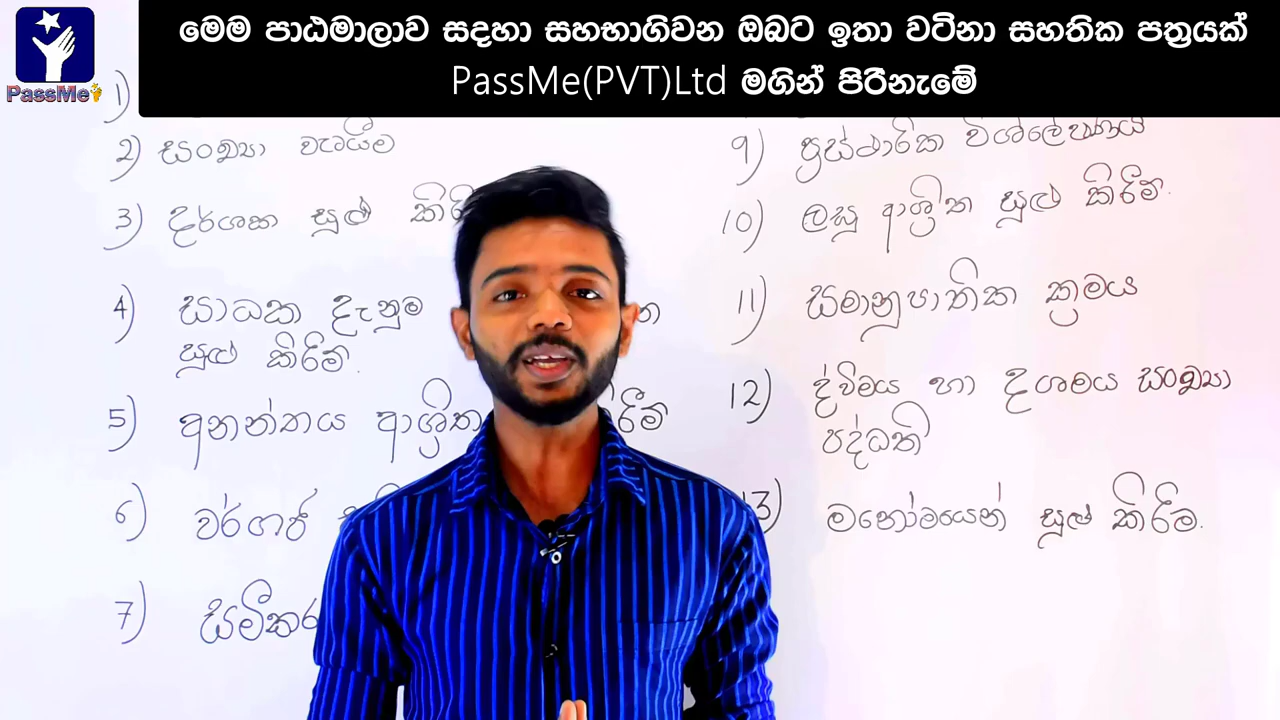 මෙම පාඨමාලාව සදහා සහභාගිවන ඔබට ඉතා වටිනා සහතික පත්‍රයක්
PassMe(PVT)Ltd මගින් පිරිනැමේ
PassMe
1)
2) සංඛ්‍යා වැටයීම
3) දර්ශක සුළු කිරී
4) සාධක දැනුම න
සුළු කිරීම්.
5) අනන්තය ආශ්‍රිත රීම්
6) වර්ගජ
7) සමීකර
9) ප්‍රස්ථාරික විශ්ලේෂණය
10) ලඝු ආශ්‍රිත සුළු කිරීම්.
11) සමානුපාතික ක්‍රමය
12) ද්විමය හා දශමය සංඛ්‍යා
පද්ධති
13) මනෝමයෙන් සුළු කිරීම.